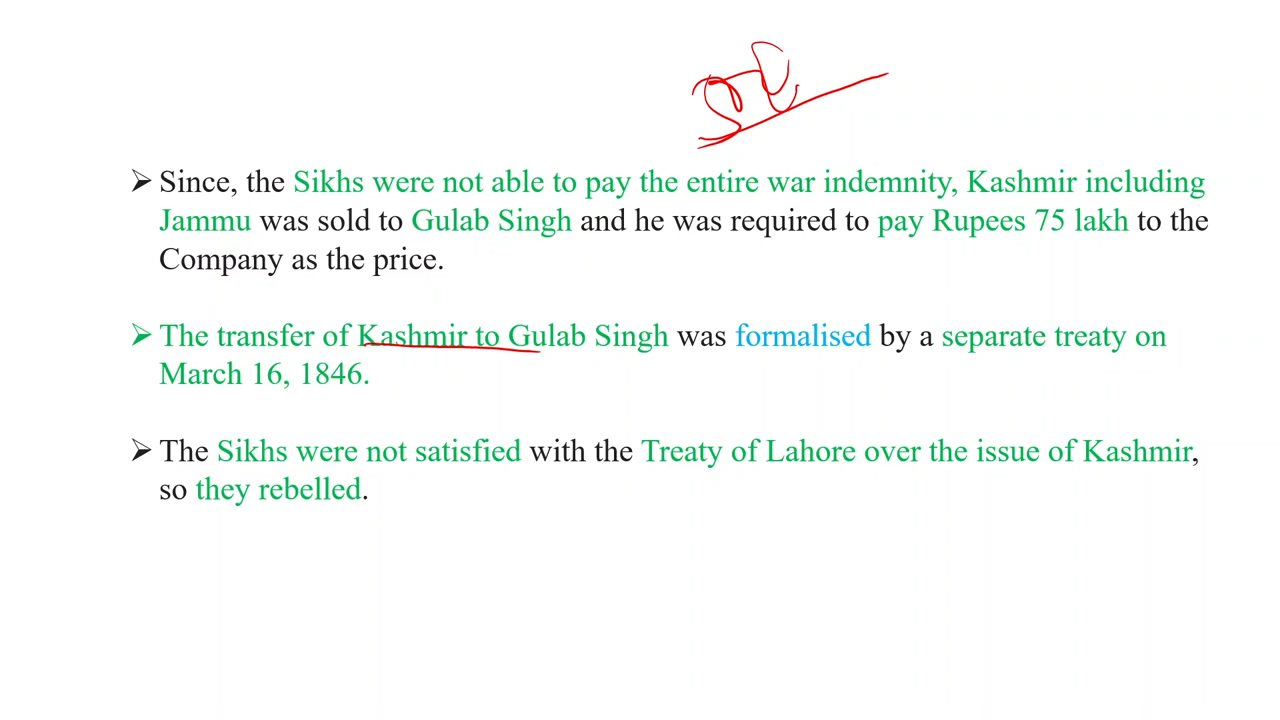 ➢ Since, the Sikhs were not able to pay the entire war indemnity, Kashmir including
Jammu was sold to Gulab Singh and he was required to pay Rupees 75 lakh to the
Company as the price.
➢ The transfer of Kashmir to Gulab Singh was formalised by a separate treaty on
March 16, 1846.
➢ The Sikhs were not satisfied with the Treaty of Lahore over the issue of Kashmir,
so they rebelled.